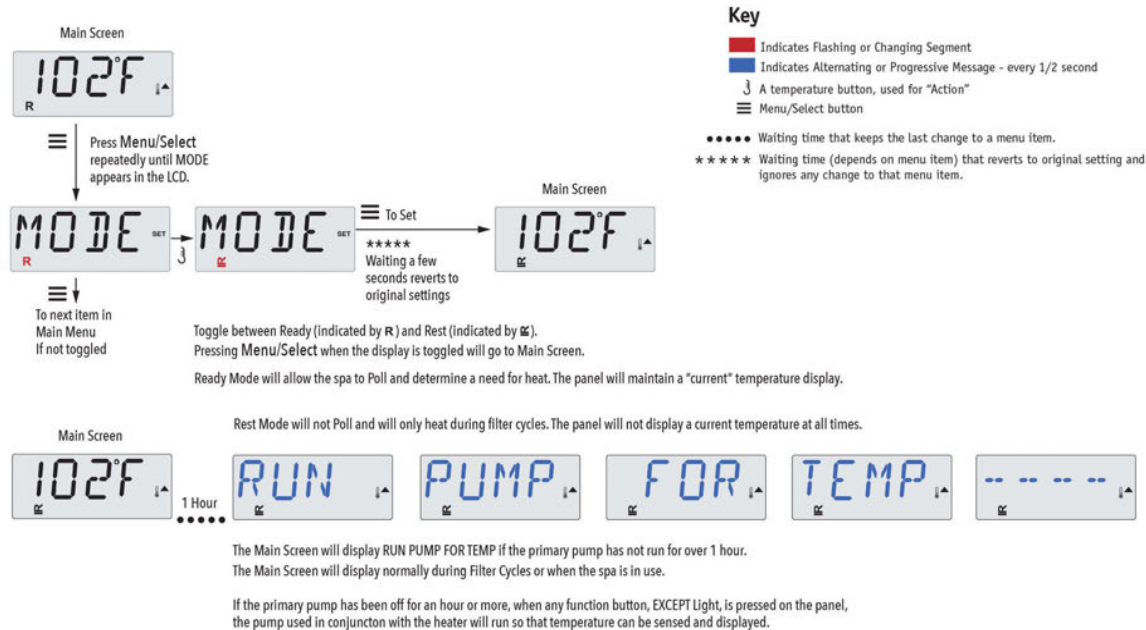 Main Screen
102°F
R
Press Menu/Select
repeatedly until MODE
appears in the LCD.
MODE SET
R
MODE SET
R
To Set
*****
Waiting a few
seconds reverts to
original settings
Main Screen
102°F
R
To next item in
Main Menu
If not toggled
Key
Indicates Flashing or Changing Segment
Indicates Alternating or Progressive Message - every 1/2 second
A temperature button, used for "Action"
Menu/Select button
Waiting time that keeps the last change to a menu item.
***** Waiting time (depends on menu item) that reverts to original setting and
ignores any change to that menu item.
Toggle between Ready (indicated by R) and Rest (indicated by R).
Pressing Menu/Select when the display is toggled will go to Main Screen.
Ready Mode will allow the spa to Poll and determine a need for heat. The panel will maintain a "current" temperature display.
Rest Mode will not Poll and will only heat during filter cycles. The panel will not display a current temperature at all times.
Main Screen
102°F
R
1 Hour
RUN
R
PUMP
R
FOR
R
TEMP
R
-- -- -- --
R
The Main Screen will display RUN PUMP FOR TEMP if the primary pump has not run for over 1 hour.
The Main Screen will display normally during Filter Cycles or when the spa is in use.
If the primary pump has been off for an hour or more, when any function button, EXCEPT Light, is pressed on the panel,
the pump used in conjuncton with the heater will run so that temperature can be sensed and displayed.